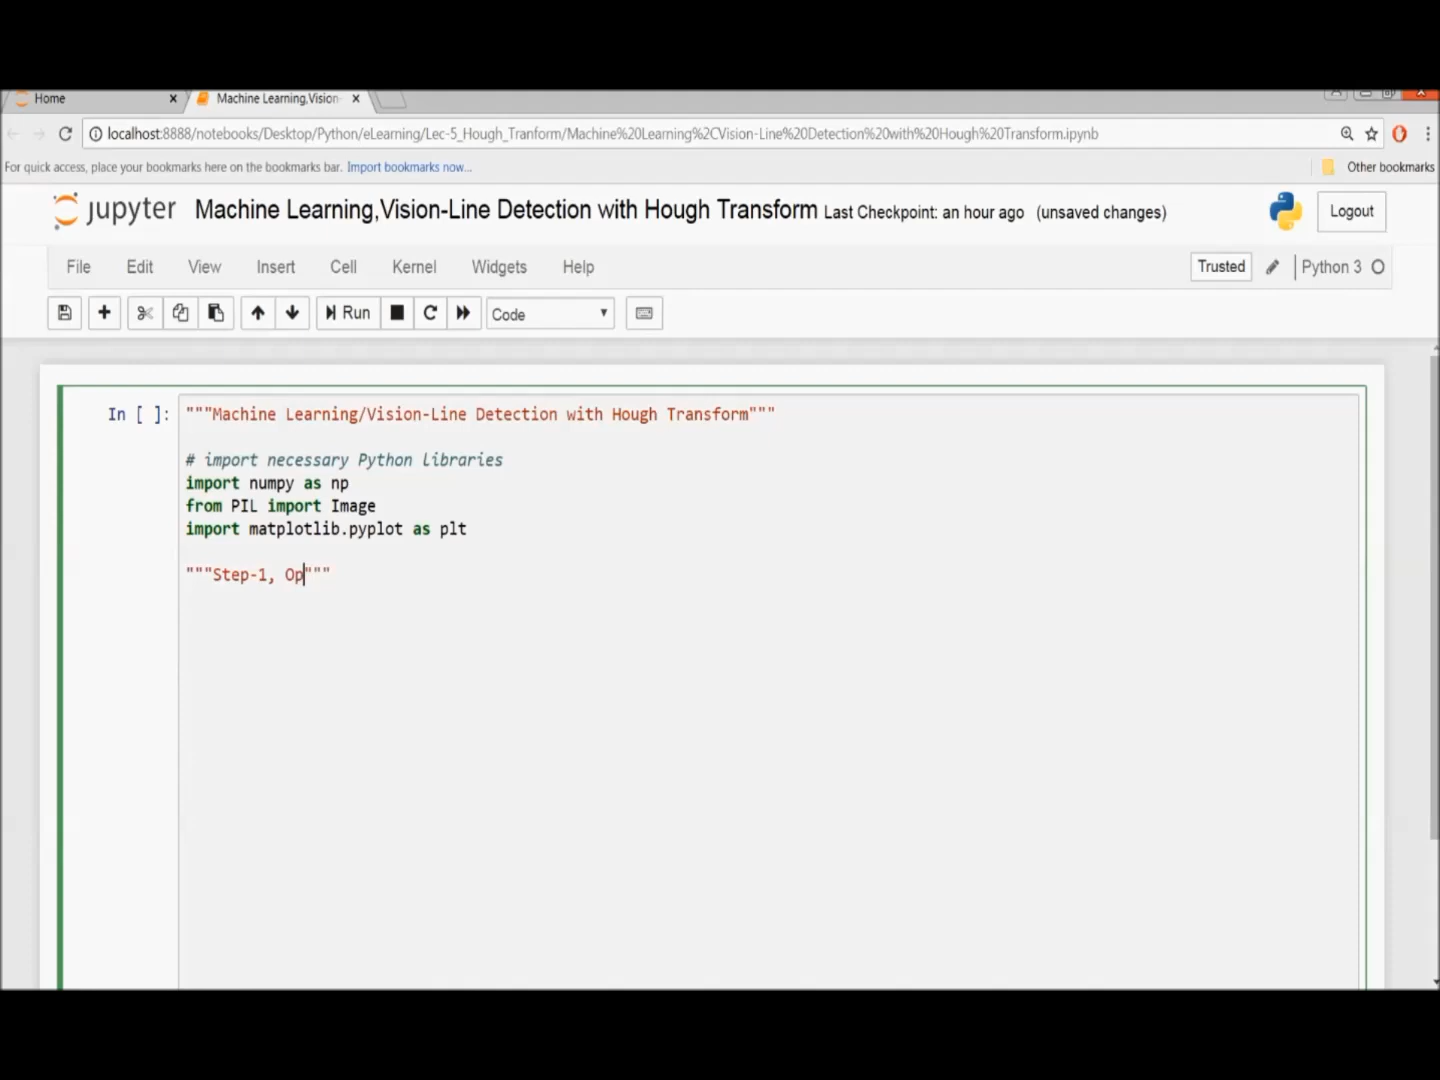 Home
Machine Learning,Vision-
localhost:8888/notebooks/Desktop/Python/eLearning/Lec-5_Hough_Tranform/Machine%20Learning%2CVision-Line%20Detection%20with%20Hough%20Transform.ipynb
For quick access, place your bookmarks here on the bookmarks bar. Import bookmarks now...
Other bookmarks
jupyter Machine Learning,Vision-Line Detection with Hough Transform Last Checkpoint: an hour ago (unsaved changes)
Logout
File Edit View Insert Cell Kernel Widgets Help
Trusted
Python 3
Run
Code
In [ ]:
"""Machine Learning/Vision-Line Detection with Hough Transform"""
# import necessary Python Libraries
import numpy as np
from PIL import Image
import matplotlib.pyplot as plt
"""Step-1, Op"""